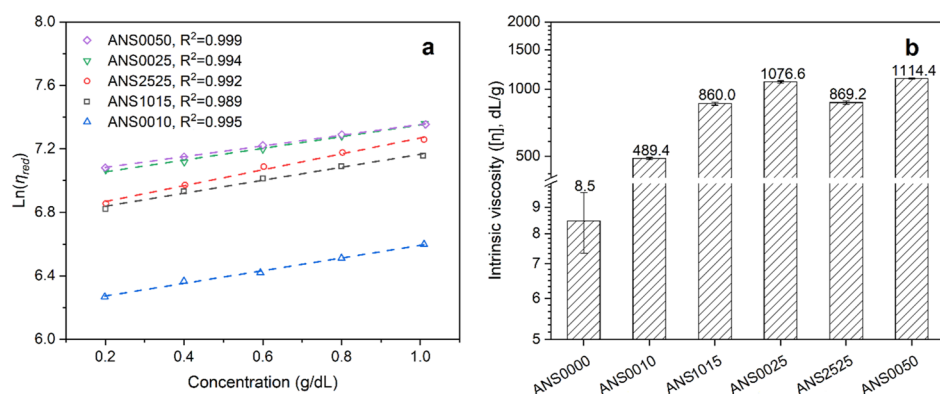 a
8.0
7.6
7.2
6.8
6.4
6.0
Ln(ηred)
ANS0050, R²=0.999
ANS0025, R²=0.994
ANS2525, R²=0.992
ANS1015, R²=0.989
ANS0010, R²=0.995
0.2 0.4 0.6 0.8 1.0
Concentration (g/dL)
b
2000
1000
500
9
8
7
6
5
Intrinsic viscosity ([η], dL/g)
8.5
489.4
860.0
1076.6
869.2
1114.4
ANS0000
ANS0010
ANS1015
ANS0025
ANS2525
ANS0050